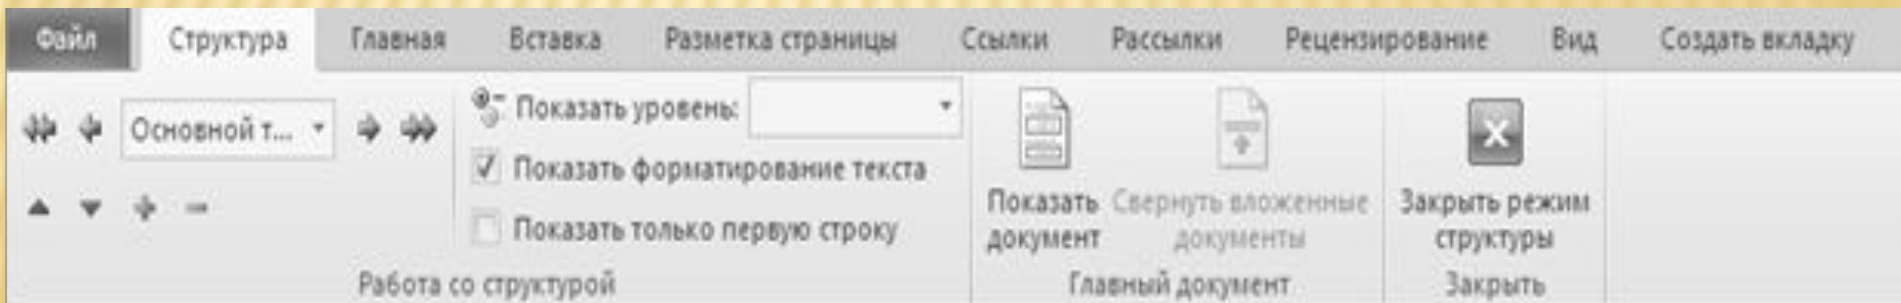 Файл Структура Главная Вставка Разметка страницы Ссылки Рассылки Рецензирование Вид Создать вкладку
Основной т...
Показать уровень:
Показать форматирование текста
Показать только первую строку
Работа со структурой
Показать
документ
Свернуть вложенные
документы
Главный документ
Закрыть режим
структуры
Закрыть